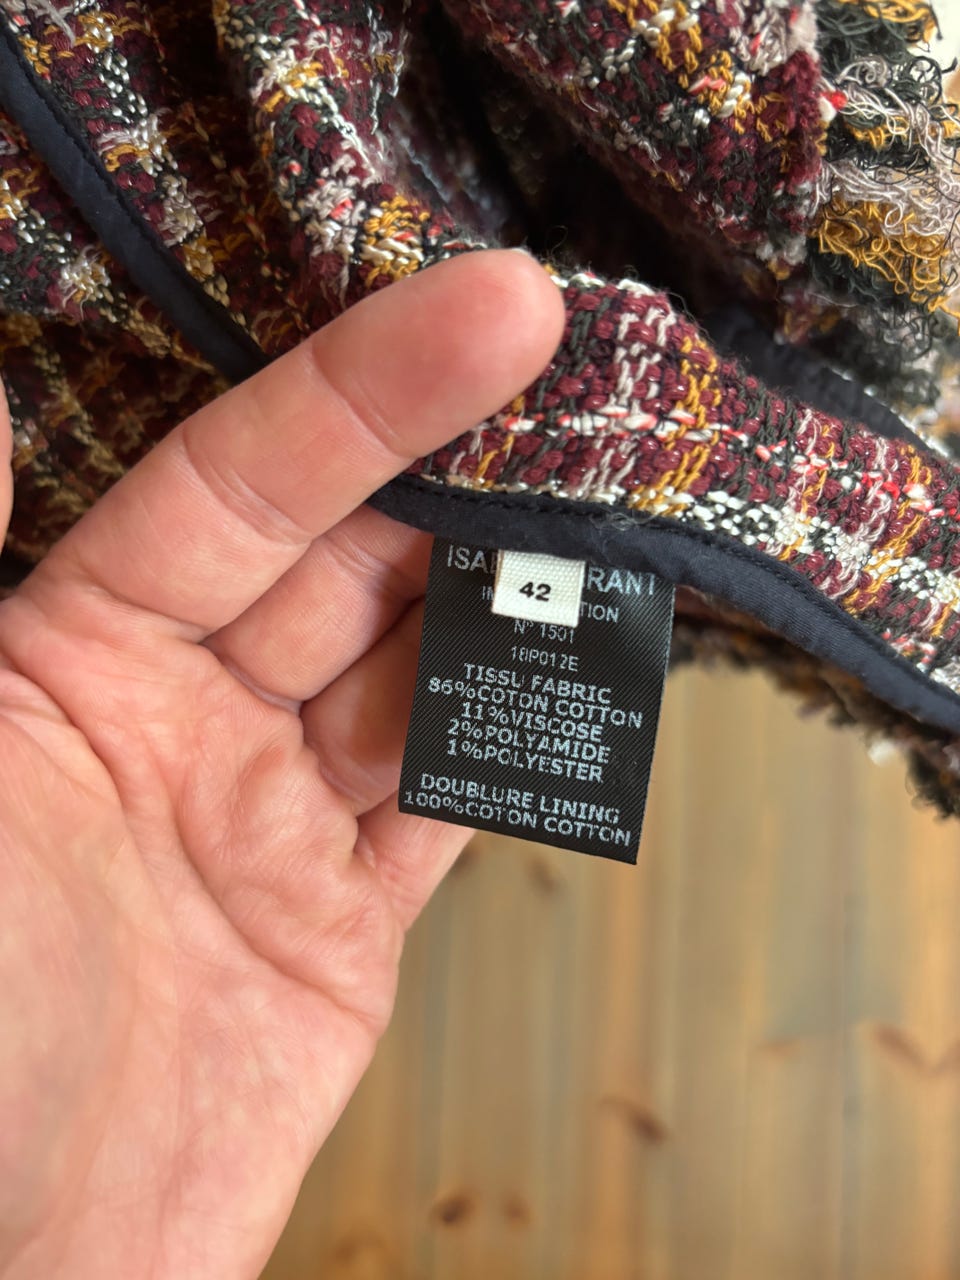 42
N° 1501
18P012E
TISSU FABRIC
86%COTON COTTON
11%VISCOSE
2%POLYAMIDE
1%POLYESTER
DOUBLURE LINING
100%COTON COTTON